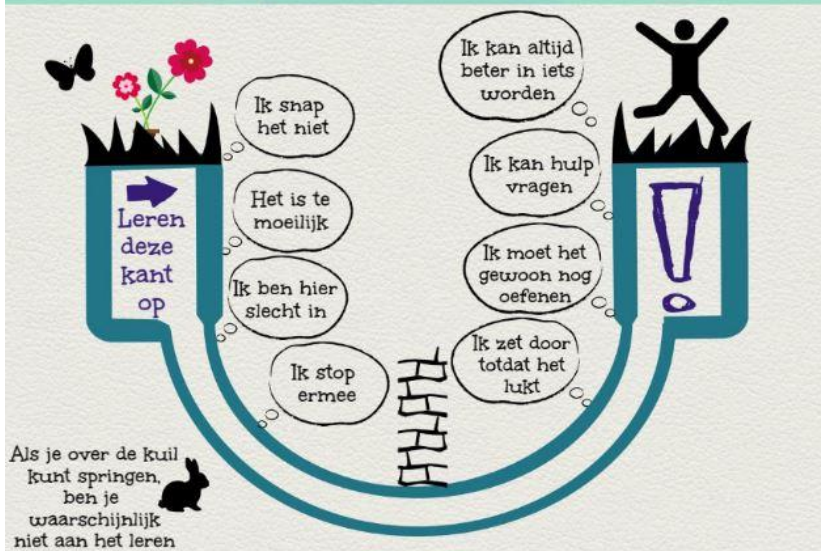 Leren
deze
kant
op
Ik snap
het niet
Het is te
moeilijk
Ik ben hier
slecht in
Ik stop
ermee
Ik zet door
totdat het
lukt
Ik moet het
gewoon nog
oefenen
Ik kan hulp
vragen
Ik kan altijd
beter in iets
worden
!
Als je over de kuil
kunt springen,
ben je
waarschijnlijk
niet aan het leren